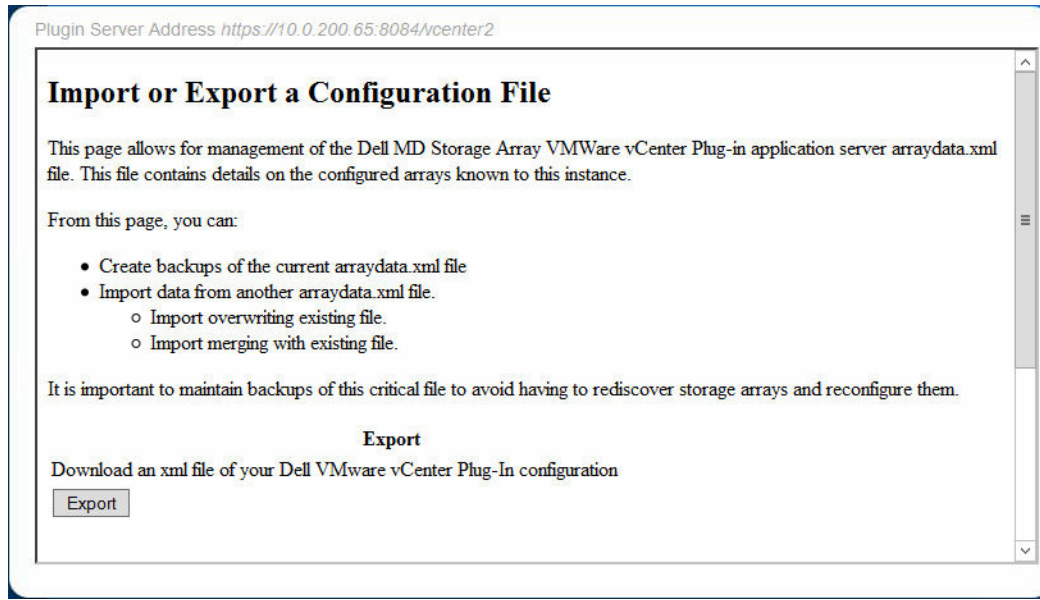 Plugin Server Address https://10.0.200.65:8084/vcenter2
Import or Export a Configuration File
This page allows for management of the Dell MD Storage Array VMWare vCenter Plug-in application server arraydata.xml
file. This file contains details on the configured arrays known to this instance.
From this page, you can:
• Create backups of the current arraydata.xml file
• Import data from another arraydata.xml file.
○ Import overwriting existing file.
○ Import merging with existing file.
It is important to maintain backups of this critical file to avoid having to rediscover storage arrays and reconfigure them.
Export
Download an xml file of your Dell VMware vCenter Plug-In configuration
Export